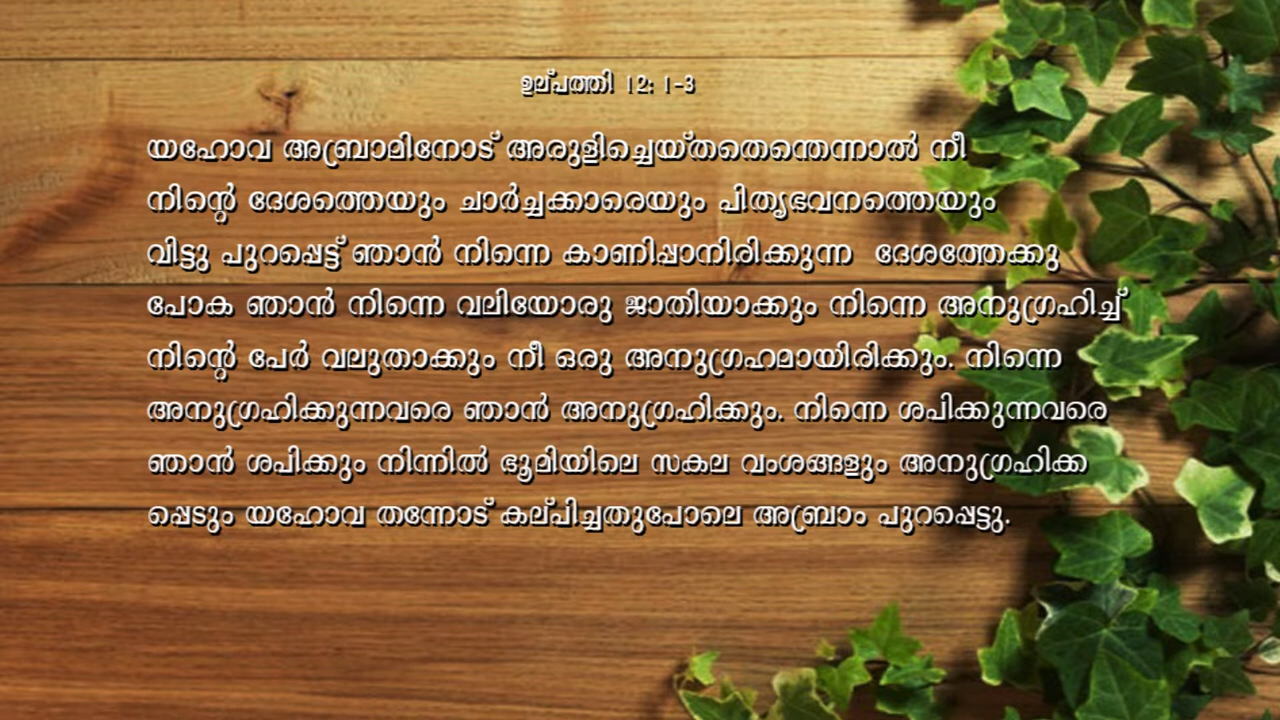 ഉല്പത്തി 12: 1-3
യഹോവ അബ്രാമിനോട് അരുളിച്ചെയ്തതെന്തെന്നാൽ നീ
നിന്റെ ദേശത്തെയും ചാർച്ചക്കാരെയും പിതൃഭവനത്തെയും
വിട്ടു പുറപ്പെട്ട് ഞാൻ നിന്നെ കാണിപ്പാനിരിക്കുന്ന ദേശത്തേക്കു
പോക ഞാൻ നിന്നെ വലിയോരു ജാതിയാക്കും നിന്നെ അനുഗ്രഹിച്ച്
നിന്റെ പേർ വലുതാക്കും നീ ഒരു അനുഗ്രഹമായിരിക്കും. നിന്നെ
അനുഗ്രഹിക്കുന്നവരെ ഞാൻ അനുഗ്രഹിക്കും. നിന്നെ ശപിക്കുന്നവരെ
ഞാൻ ശപിക്കും നിന്നിൽ ഭൂമിയിലെ സകല വംശങ്ങളും അനുഗ്രഹിക്ക
പ്പെടും യഹോവ തന്നോട് കല്പിച്ചതുപോലെ അബ്രാം പുറപ്പെട്ടു.